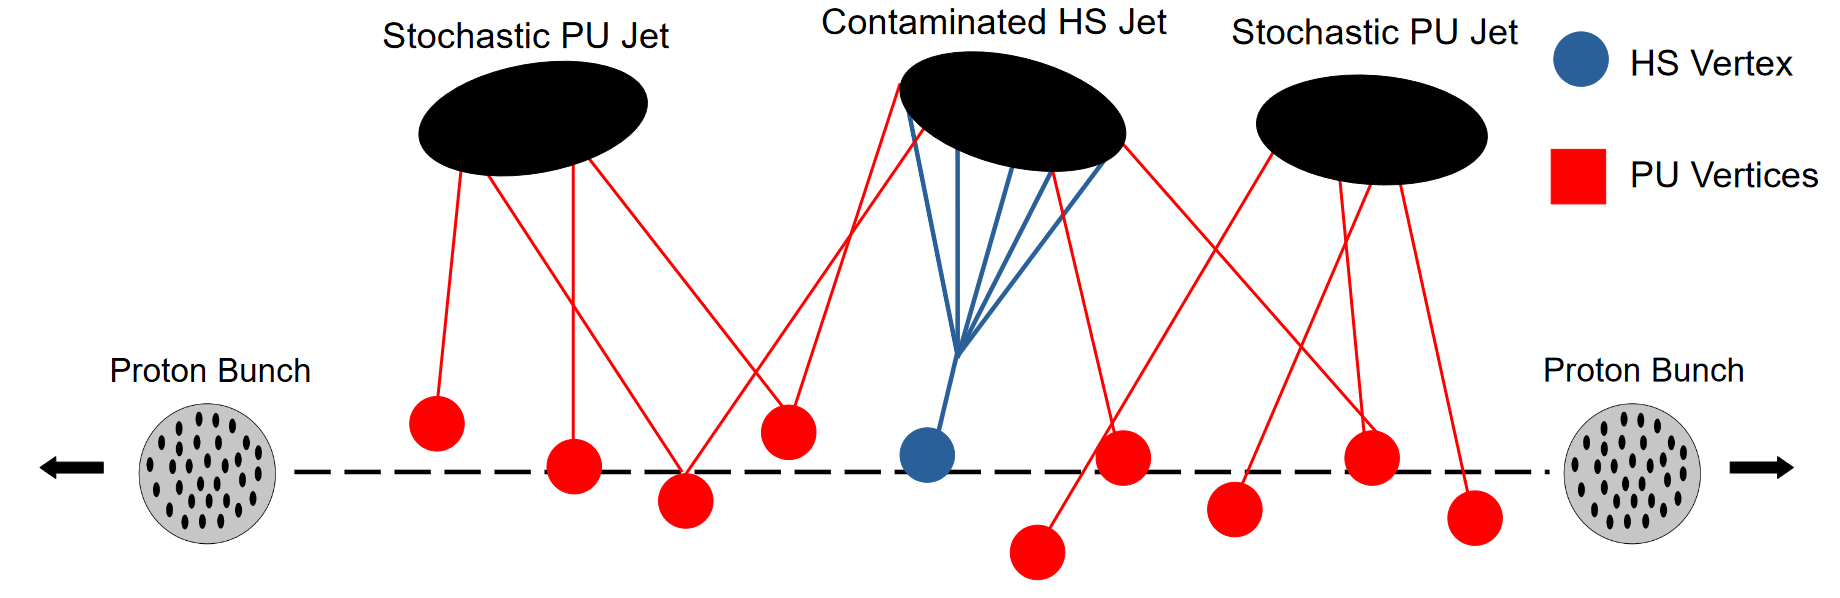 Stochastic PU Jet
Contaminated HS Jet
Stochastic PU Jet
HS Vertex
PU Vertices
Proton Bunch
Proton Bunch